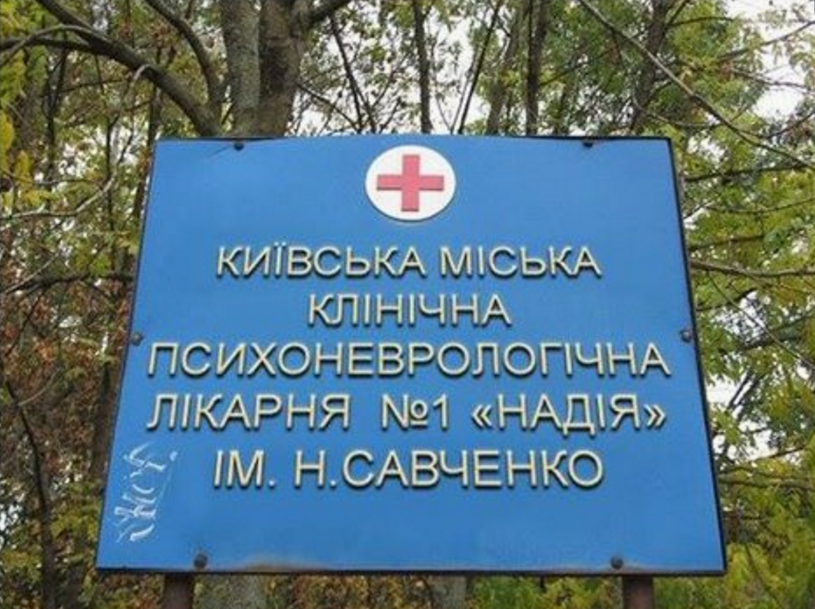 КИЇВСЬКА МІСЬКА
КЛІНІЧНА
ПСИХОНЕВРОЛОГІЧНА
ЛІКАРНЯ №1 «НАДІЯ»
ІМ. Н.САВЧЕНКО